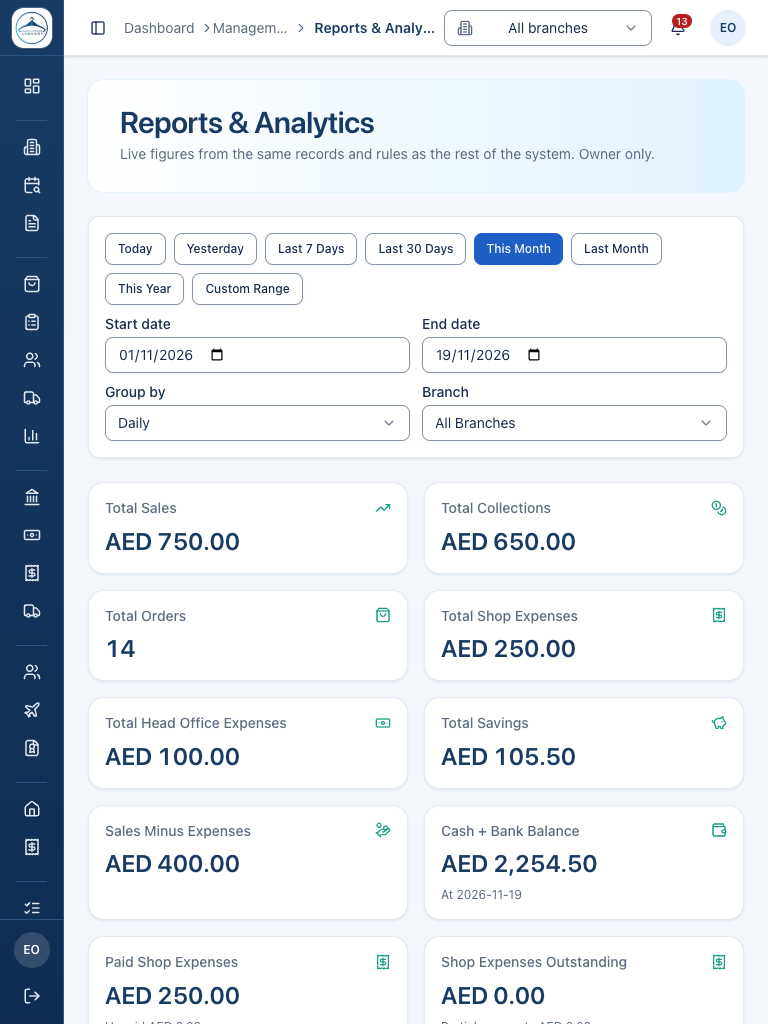 Dashboard > Managem... > Reports & Analy...
All branches
13
EO
Reports & Analytics
Live figures from the same records and rules as the rest of the system. Owner only.
Today Yesterday Last 7 Days Last 30 Days This Month Last Month
This Year Custom Range
Start date End date
01/11/2026 19/11/2026
Group by Branch
Daily All Branches
Total Sales Total Collections
AED 750.00 AED 650.00
Total Orders Total Shop Expenses
14 AED 250.00
Total Head Office Expenses Total Savings
AED 100.00 AED 105.50
Sales Minus Expenses Cash + Bank Balance
AED 400.00 AED 2,254.50
At 2026-11-19
EO
Paid Shop Expenses Shop Expenses Outstanding
AED 250.00 AED 0.00